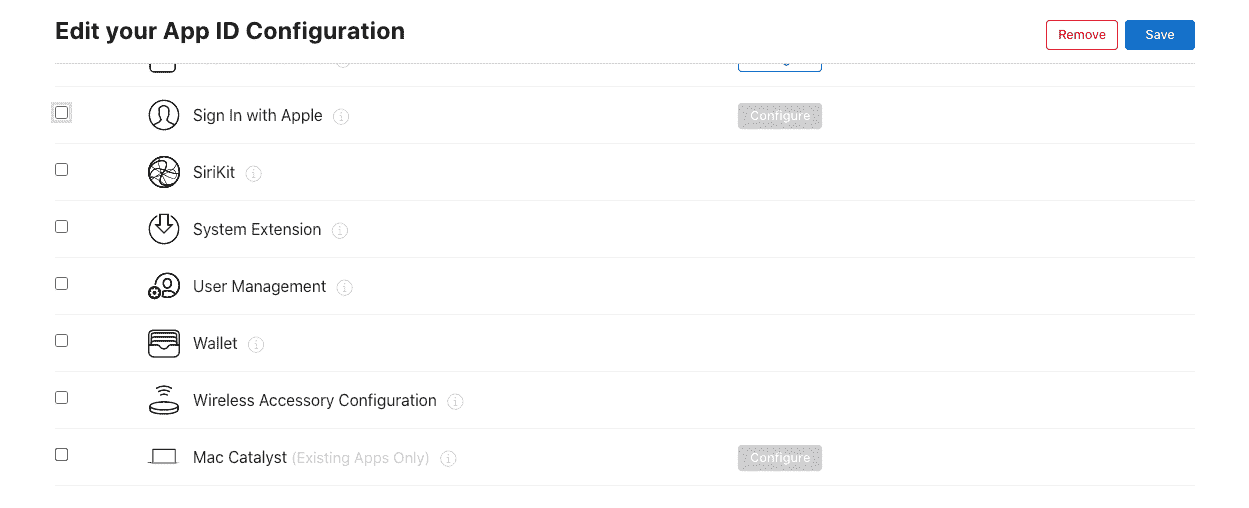 Edit your App ID Configuration
Remove
Save
Sign In with Apple
Configure
SiriKit
System Extension
User Management
Wallet
Wireless Accessory Configuration
Mac Catalyst (Existing Apps Only)
Configure